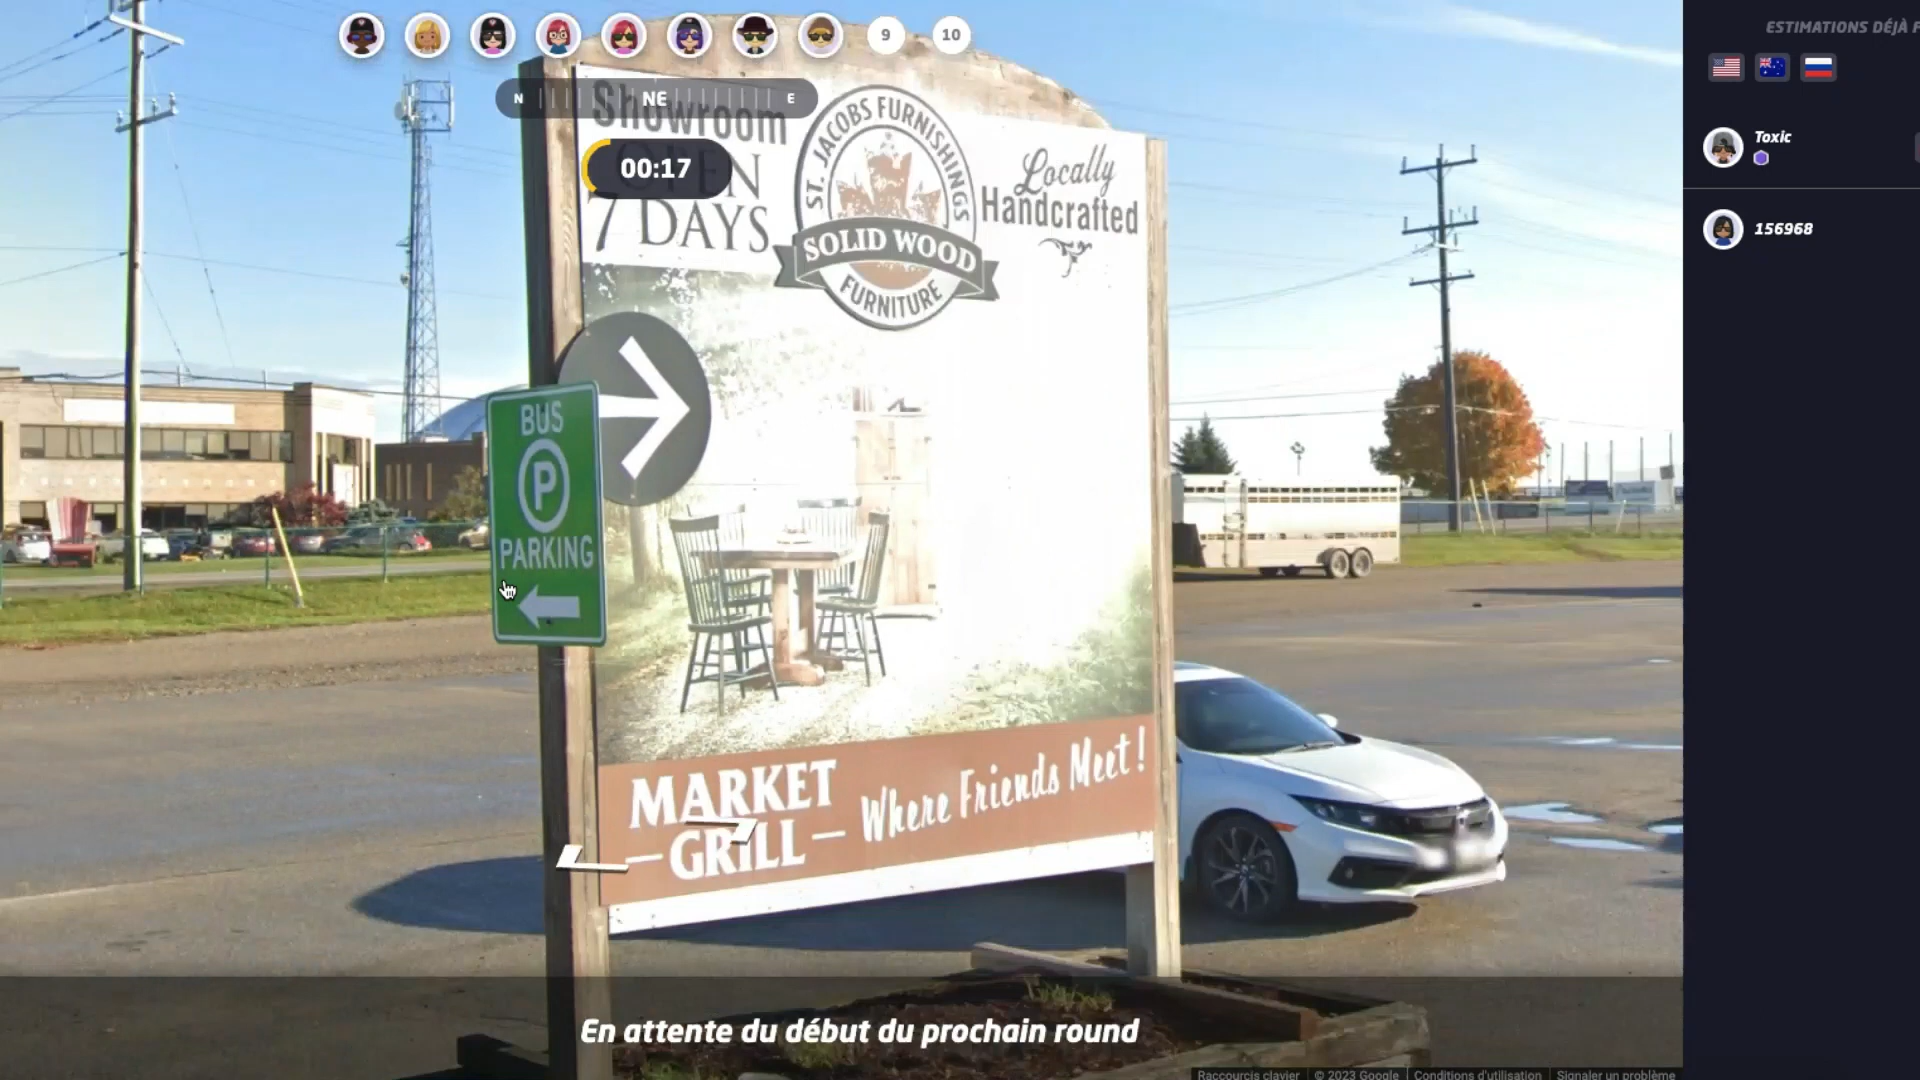 9
10
N
NE
E
ESTIMATIONS DÉJÀ F
Showroom
OPEN
7 DAYS
00:17
ST. JACOBS FURNISHINGS
SOLID WOOD
FURNITURE
Locally
Handcrafted
Toxic
156968
BUS
P
PARKING
MARKET
GRILL
Where Friends Meet!
En attente du début du prochain round
Raccourcis clavier
© 2023 Google
Conditions d'utilisation
Signaler un problème